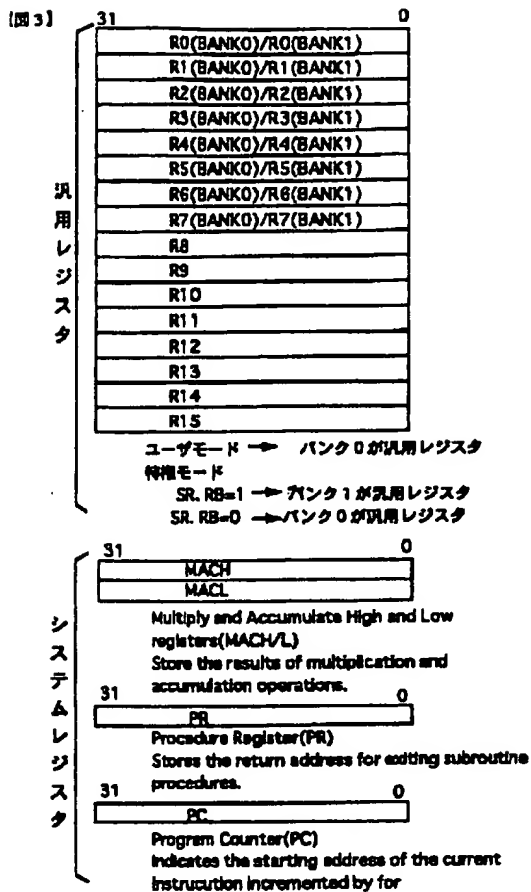 [図3]
31 0
R0(BANK0)/R0(BANK1)
R1(BANK0)/R1(BANK1)
R2(BANK0)/R2(BANK1)
R3(BANK0)/R3(BANK1)
R4(BANK0)/R4(BANK1)
R5(BANK0)/R5(BANK1)
R6(BANK0)/R6(BANK1)
R7(BANK0)/R7(BANK1)
R8
R9
R10
R11
R12
R13
R14
R15
汎用レジスタ
ユーザモード → バンク0が汎用レジスタ
特権モード
SR. RB=1 → バンク1が汎用レジスタ
SR. RB=0 → バンク0が汎用レジスタ
システムレジスタ
31 0
MACH
MACL
Multiply and Accumulate High and Low
registers(MACH/L)
Store the results of multiplication and
accumulation operations.
31 0
PR
Procedure Register(PR)
Stores the return address for exiting subroutine
procedures.
31 0
PC
Program Counter(PC)
Indicates the starting address of the current
instrucution incremented by for